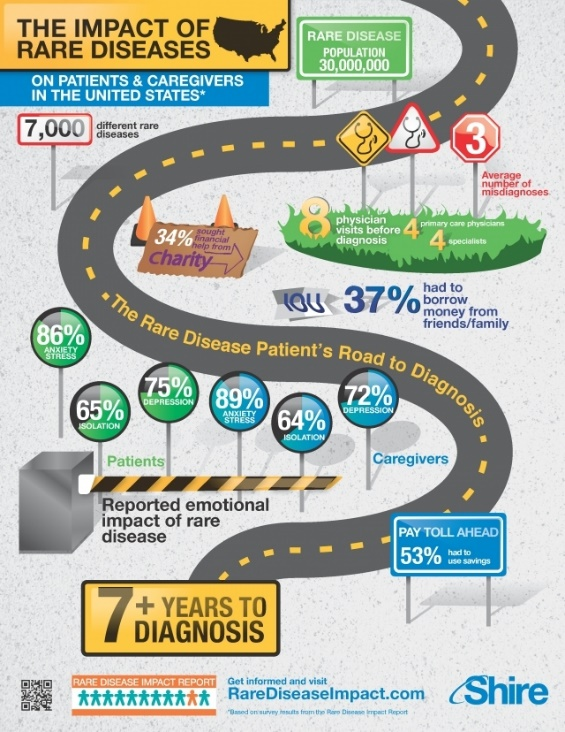 THE IMPACT OF
RARE DISEASES
ON PATIENTS & CAREGIVERS
IN THE UNITED STATES*
RARE DISEASE
POPULATION
30,000,000
7,000 different rare
diseases
3
Average
number of
misdiagnoses
8 physician
visits before
diagnosis
4 primary care physicians
4 specialists
34% sought
financial
help from
Charity
IOU 37% had to
borrow
money from
friends/family
The Rare Disease Patient's Road to Diagnosis
86%
ANXIETY
STRESS
65%
ISOLATION
75%
DEPRESSION
89%
ANXIETY
STRESS
64%
ISOLATION
72%
DEPRESSION
Patients
Caregivers
Reported emotional
impact of rare
disease
PAY TOLL AHEAD
53% had to
use savings
7+ YEARS TO
DIAGNOSIS
RARE DISEASE IMPACT REPORT
Get informed and visit
RareDiseaseImpact.com
*Based on survey results from the Rare Disease Impact Report
Shire